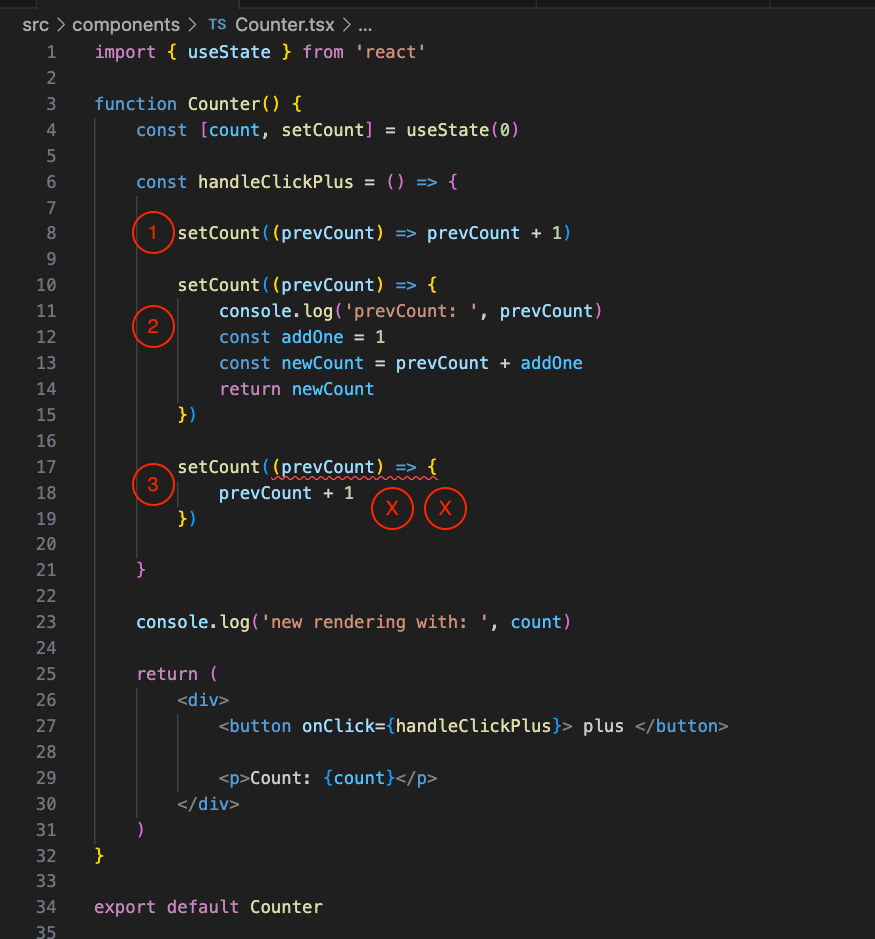 src > components > TS Counter.tsx > ...
1 import { useState } from 'react'
2
3 function Counter() {
4 const [count, setCount] = useState(0)
5
6 const handleClickPlus = () => {
7
8 1 setCount((prevCount) => prevCount + 1)
9
10 setCount((prevCount) => {
11 console.log('prevCount: ', prevCount)
2
12 const addOne = 1
13 const newCount = prevCount + addOne
14 return newCount
15 })
16
17 setCount((prevCount) => {
3
18 prevCount + 1
X X
19 })
20
21 }
22
23 console.log('new rendering with: ', count)
24
25 return (
26 <div>
27 <button onClick={handleClickPlus}> plus </button>
28
29 <p>Count: {count}</p>
30 </div>
31 )
32 }
33
34 export default Counter
35